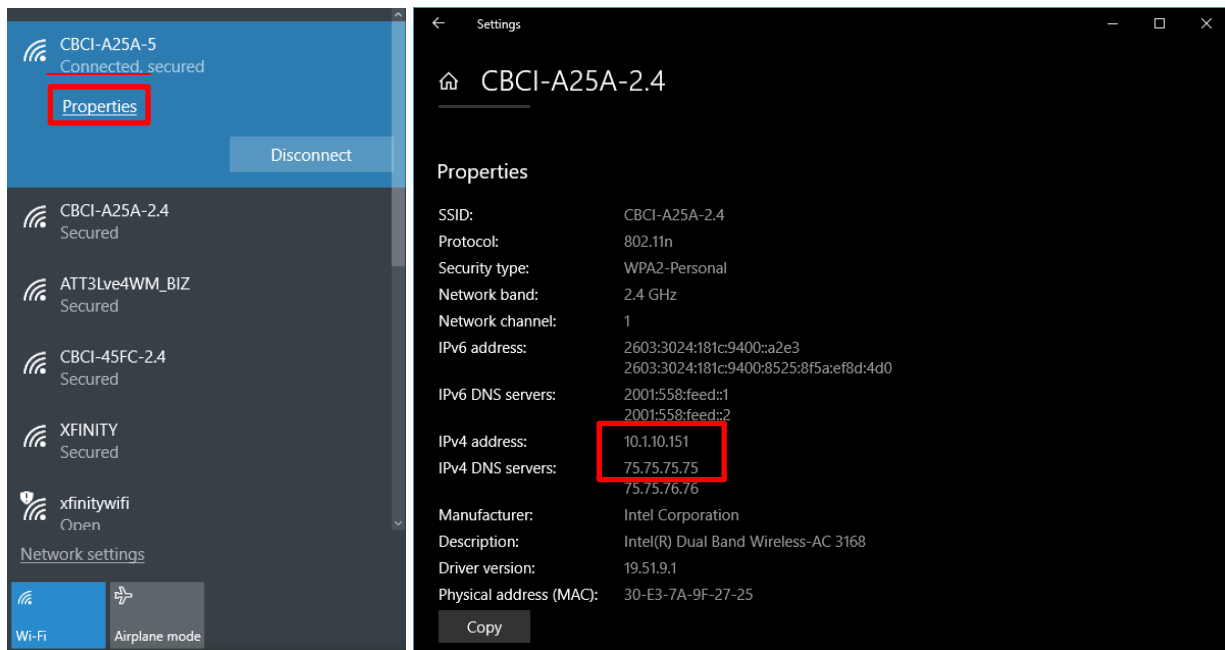 CBCI-A25A-5
Connected, secured
Properties
Disconnect
CBCI-A25A-2.4
Secured
ATT3Lve4WM_BIZ
Secured
CBCI-45FC-2.4
Secured
XFINITY
Secured
xfinitywifi
Open
Network settings
Wi-Fi
Airplane mode
Settings
CBCI-A25A-2.4
Properties
SSID: CBCI-A25A-2.4
Protocol: 802.11n
Security type: WPA2-Personal
Network band: 2.4 GHz
Network channel: 1
IPv6 address: 2603:3024:181c:9400::a2e3
2603:3024:181c:9400:8525:8f5a:ef8d:4d0
IPv6 DNS servers: 2001:558:feed::1
2001:558:feed::2
IPv4 address: 10.1.10.151
IPv4 DNS servers: 75.75.75.75
75.75.76.76
Manufacturer: Intel Corporation
Description: Intel(R) Dual Band Wireless-AC 3168
Driver version: 19.51.9.1
Physical address (MAC): 30-E3-7A-9F-27-25
Copy